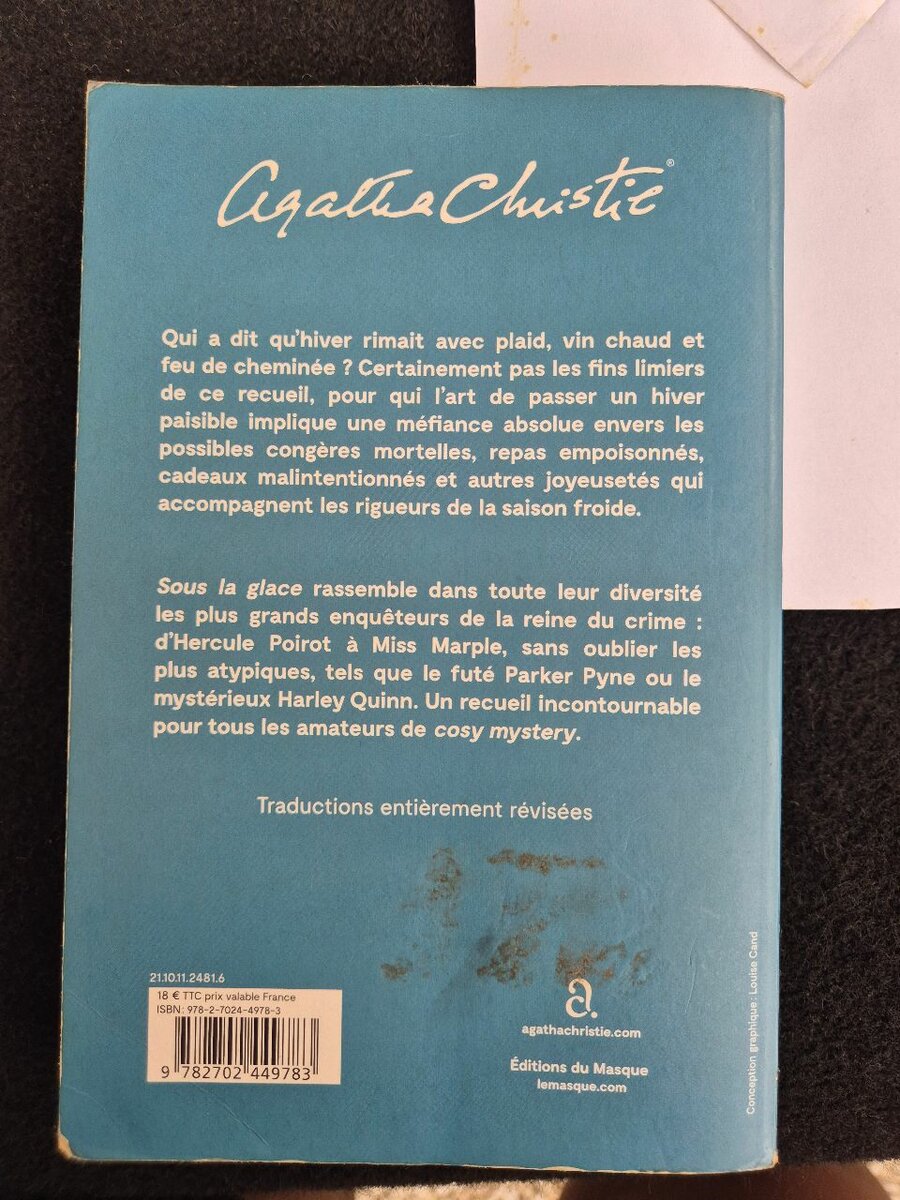 Agatha Christie®
Qui a dit qu'hiver rimait avec plaid, vin chaud et
feu de cheminée ? Certainement pas les fins limiers
de ce recueil, pour qui l'art de passer un hiver
paisible implique une méfiance absolue envers les
possibles congères mortelles, repas empoisonnés,
cadeaux malintentionnés et autres joyeusetés qui
accompagnent les rigueurs de la saison froide.
Sous la glace rassemble dans toute leur diversité
les plus grands enquêteurs de la reine du crime :
d'Hercule Poirot à Miss Marple, sans oublier les
plus atypiques, tels que le futé Parker Pyne ou le
mystérieux Harley Quinn. Un recueil incontournable
pour tous les amateurs de cosy mystery.
Traductions entièrement révisées
21.10.11.2481.6
18 € TTC prix valable France
ISBN : 978-2-7024-4978-3
9 782702 449783
a.
agathachristie.com
Éditions du Masque
lemasque.com
Conception graphique : Louise Cand